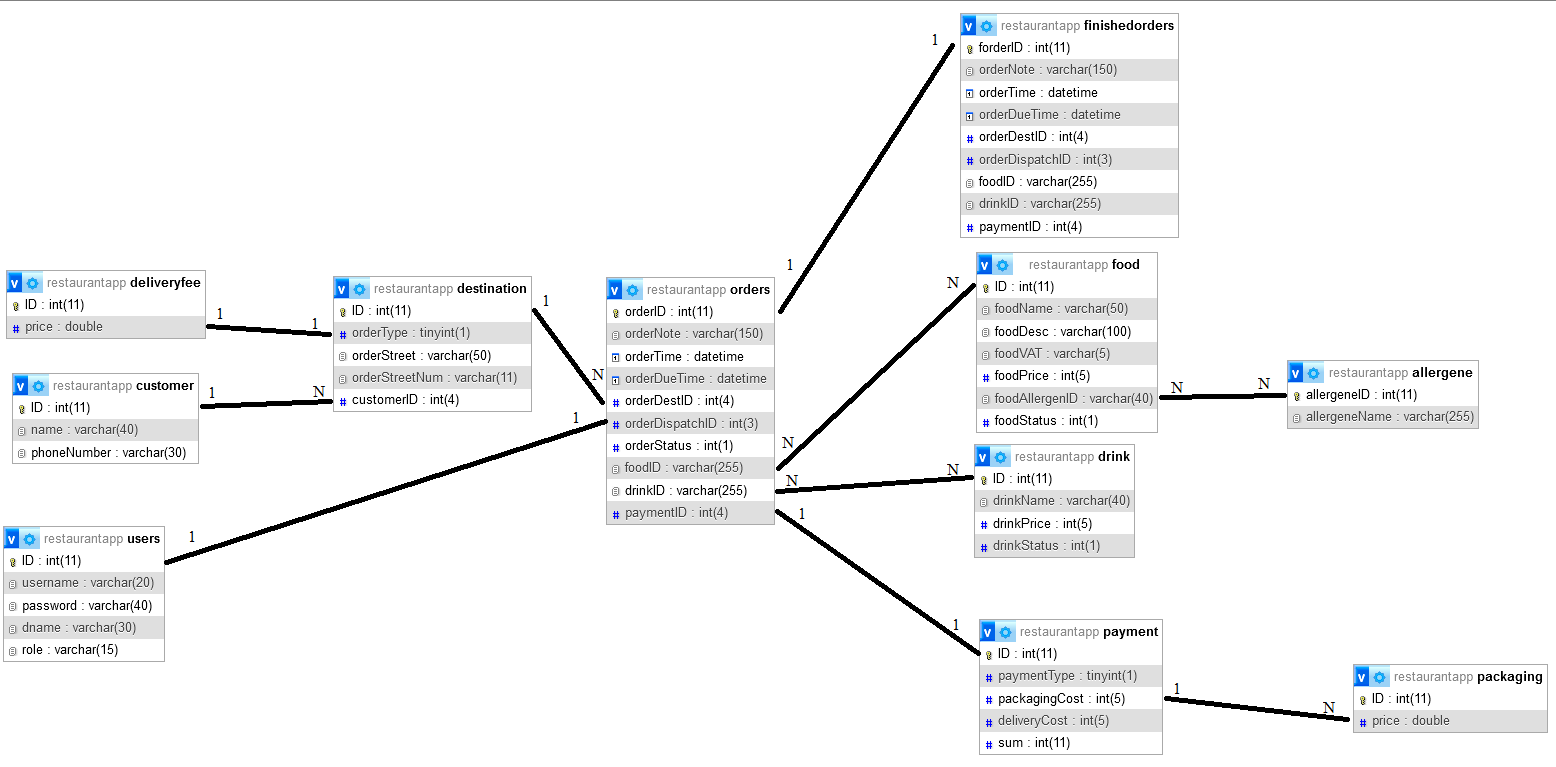 restaurantapp finishedorders
forderID : int(11)
orderNote : varchar(150)
orderTime : datetime
orderDueTime : datetime
orderDestID : int(4)
orderDispatchID : int(3)
foodID : varchar(255)
drinkID : varchar(255)
paymentID : int(4)
restaurantapp deliveryfee
ID : int(11)
price : double
restaurantapp customer
ID : int(11)
name : varchar(40)
phoneNumber : varchar(30)
restaurantapp users
ID : int(11)
username : varchar(20)
password : varchar(40)
dname : varchar(30)
role : varchar(15)
restaurantapp destination
ID : int(11)
orderType : tinyint(1)
orderStreet : varchar(50)
orderStreetNum : varchar(11)
customerID : int(4)
restaurantapp orders
orderID : int(11)
orderNote : varchar(150)
orderTime : datetime
orderDueTime : datetime
orderDestID : int(4)
orderDispatchID : int(3)
orderStatus : int(1)
foodID : varchar(255)
drinkID : varchar(255)
paymentID : int(4)
restaurantapp food
ID : int(11)
foodName : varchar(50)
foodDesc : varchar(100)
foodVAT : varchar(5)
foodPrice : int(5)
foodAllergenID : varchar(40)
foodStatus : int(1)
restaurantapp drink
ID : int(11)
drinkName : varchar(40)
drinkPrice : int(5)
drinkStatus : int(1)
restaurantapp payment
ID : int(11)
paymentType : tinyint(1)
packagingCost : int(5)
deliveryCost : int(5)
sum : int(11)
restaurantapp allergene
allergeneID : int(11)
allergeneName : varchar(255)
restaurantapp packaging
ID : int(11)
price : double
1
1
1
1
1
N
1
N
1
1
N
N
N
N
N
N
1
1
1
N